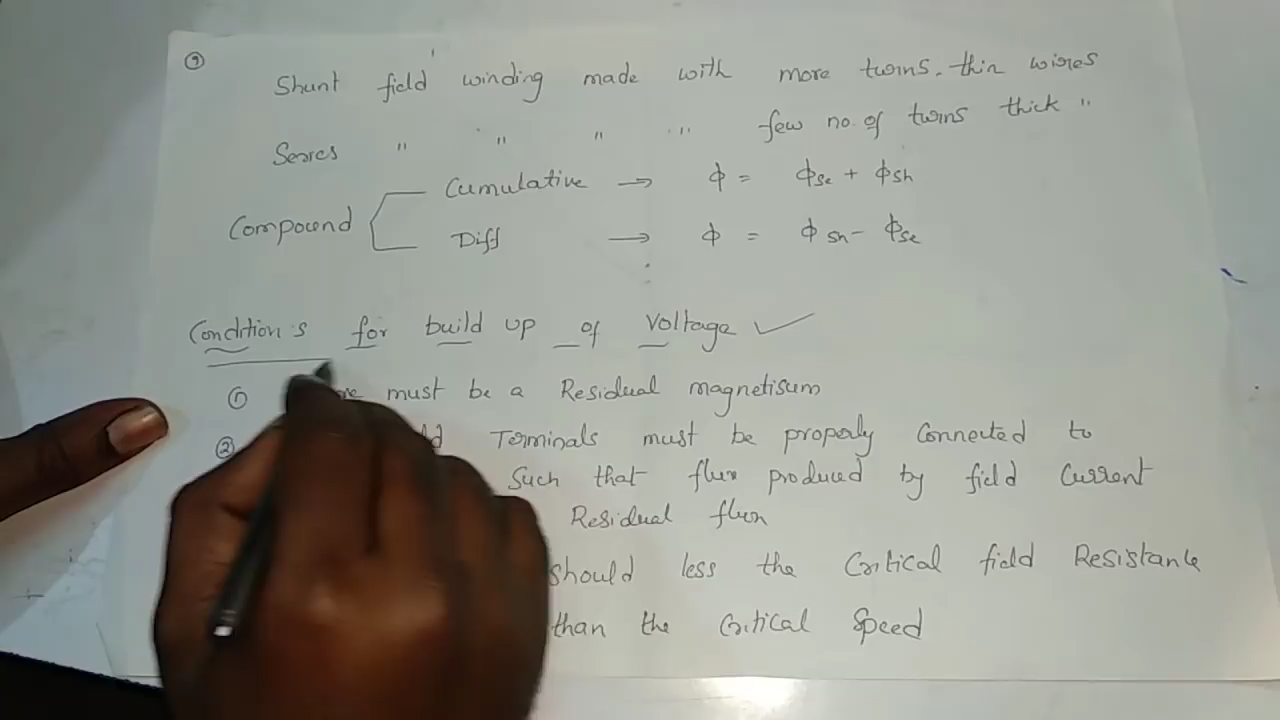 9
Shunt field winding made with more turns. thin wires
Series " " " " few no. of turns thick "
Compound
Cumulative → ϕ = ϕse + ϕsh
Diff → ϕ = ϕsh - ϕse
Conditions for build up of Voltage ✓
① must be a Residual magnetisum
② Terminals must be properly Connected to
Such that flux produced by field Current
Residual flux
should less the Critical field Resistance
than the Critical Speed